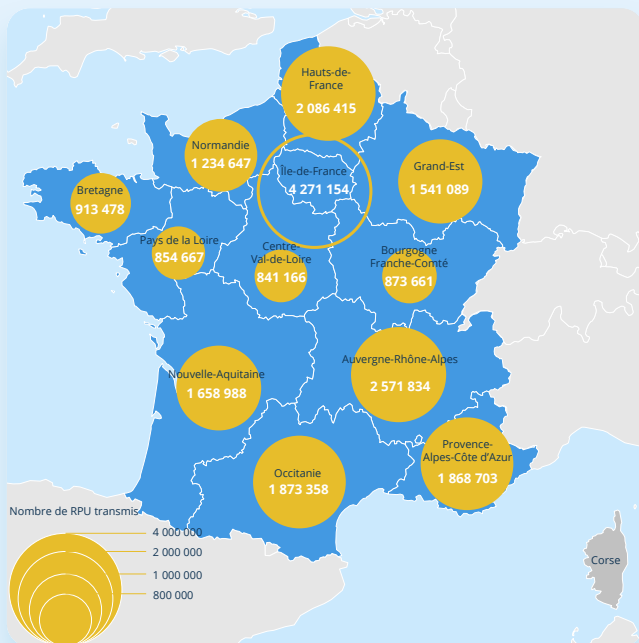 Hauts-de-
France
2 086 415
Normandie
1 234 647
Île-de-France
4 271 154
Grand-Est
1 541 089
Bretagne
913 478
Pays de la Loire
854 667
Centre-
Val-de-Loire
841 166
Bourgogne
Franche-Comté
873 661
Nouvelle-Aquitaine
1 658 988
Auvergne-Rhône-Alpes
2 571 834
Provence-
Alpes-Côte d'Azur
1 868 703
Occitanie
1 873 358
Nombre de RPU transmis
4 000 000
2 000 000
1 000 000
800 000
Corse